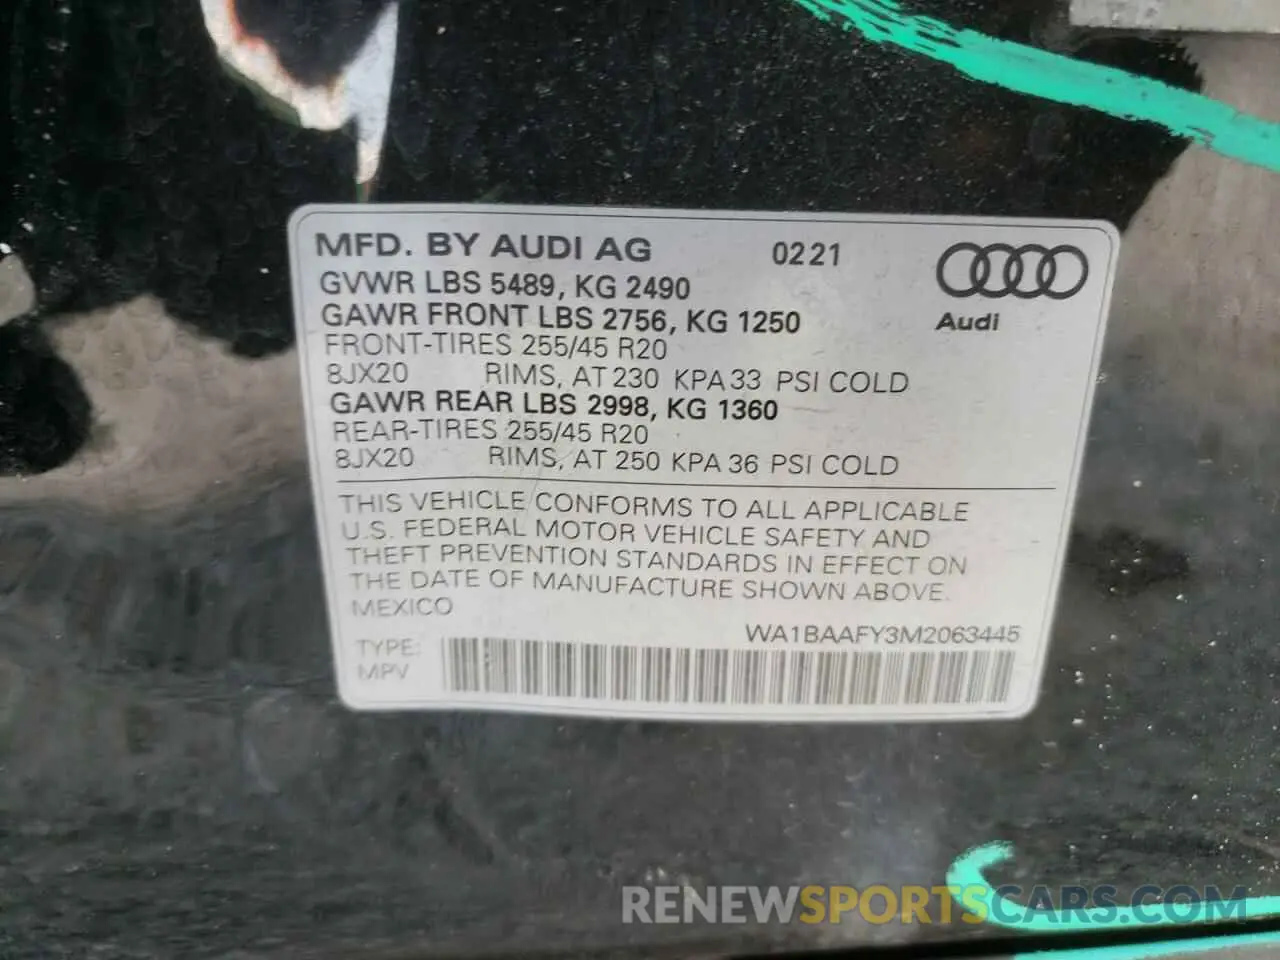 MFD. BY AUDI AG 0221
GVWR LBS 5489, KG 2490
GAWR FRONT LBS 2756, KG 1250
Audi
FRONT-TIRES 255/45 R20
8JX20 RIMS, AT 230 KPA 33 PSI COLD
GAWR REAR LBS 2998, KG 1360
REAR-TIRES 255/45 R20
8JX20 RIMS, AT 250 KPA 36 PSI COLD
THIS VEHICLE CONFORMS TO ALL APPLICABLE
U.S. FEDERAL MOTOR VEHICLE SAFETY AND
THEFT PREVENTION STANDARDS IN EFFECT ON
THE DATE OF MANUFACTURE SHOWN ABOVE.
MEXICO
WA1BAAFY3M2063445
TYPE:
MPV
RENEWSPORTSCARS.COM